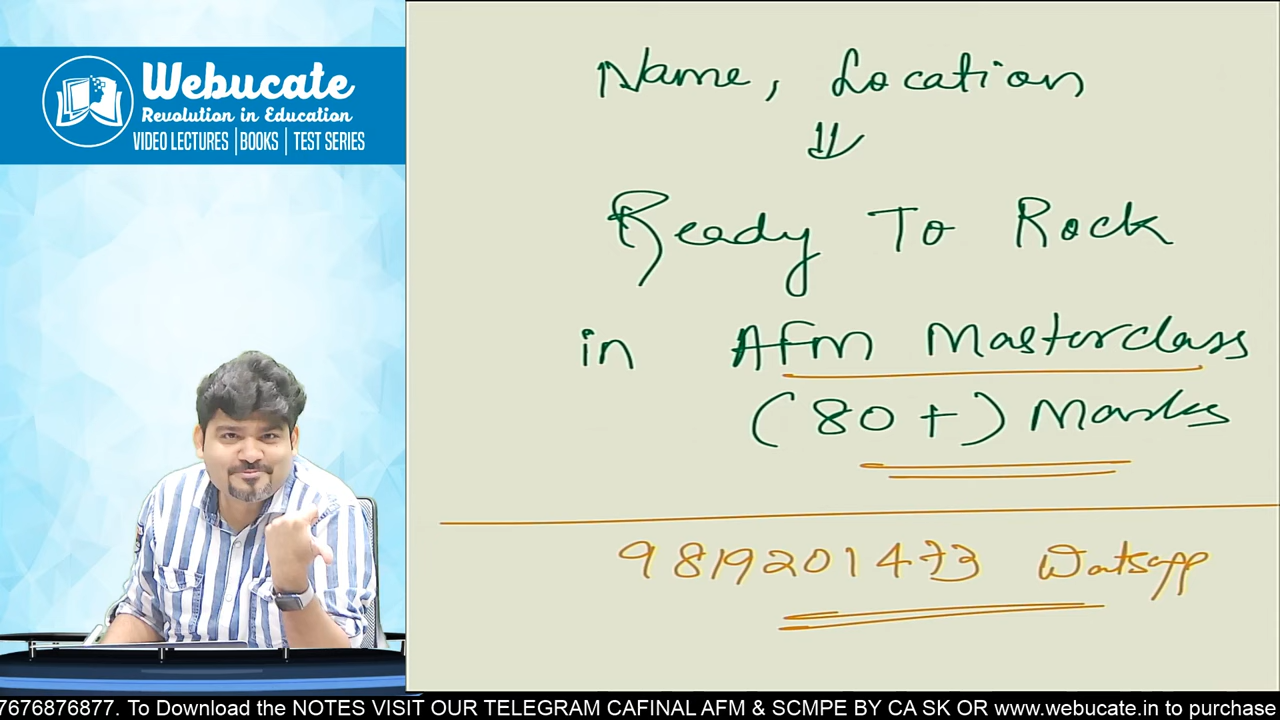 Webucate
Revolution in Education
VIDEO LECTURES | BOOKS | TEST SERIES
Name, Location
Ready To Rock
in AFM Masterclass
(80+) Marks
9819201473 Watsapp
7676876877. To Download the NOTES VISIT OUR TELEGRAM CAFINAL AFM & SCMPE BY CA SK OR www.webucate.in to purchase